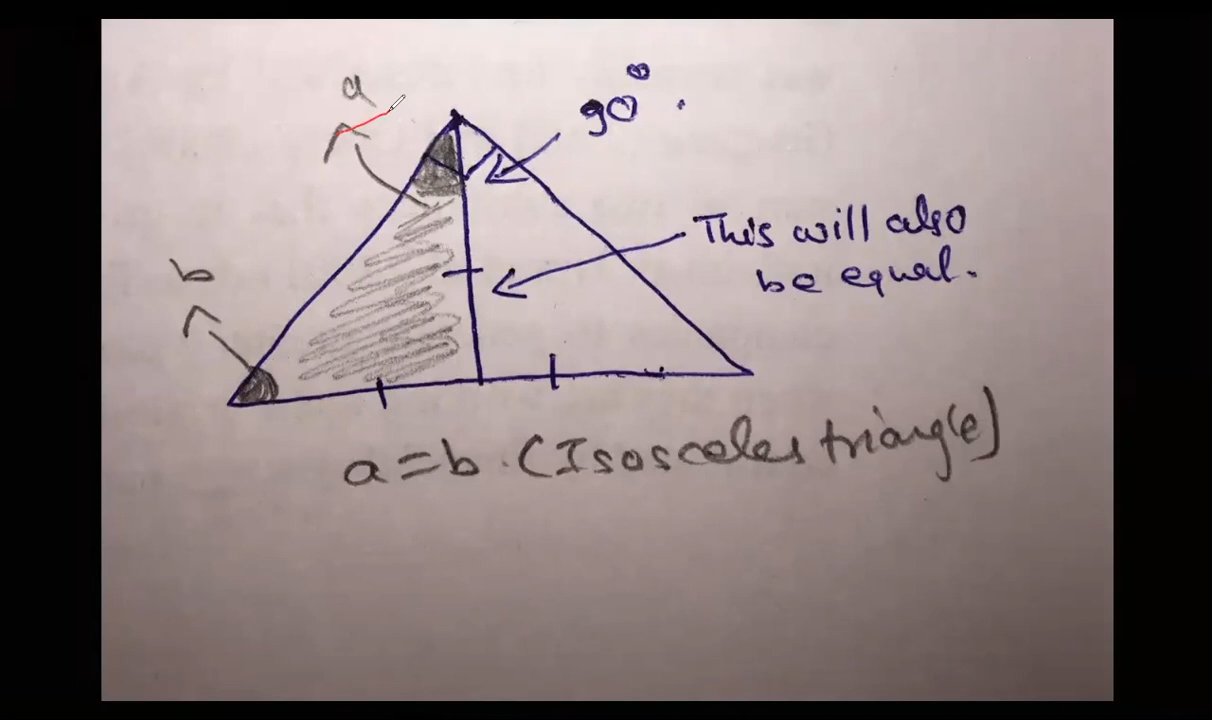 a
90°.
This will also
be equal.
b
a=b. (Isosceles triangle)